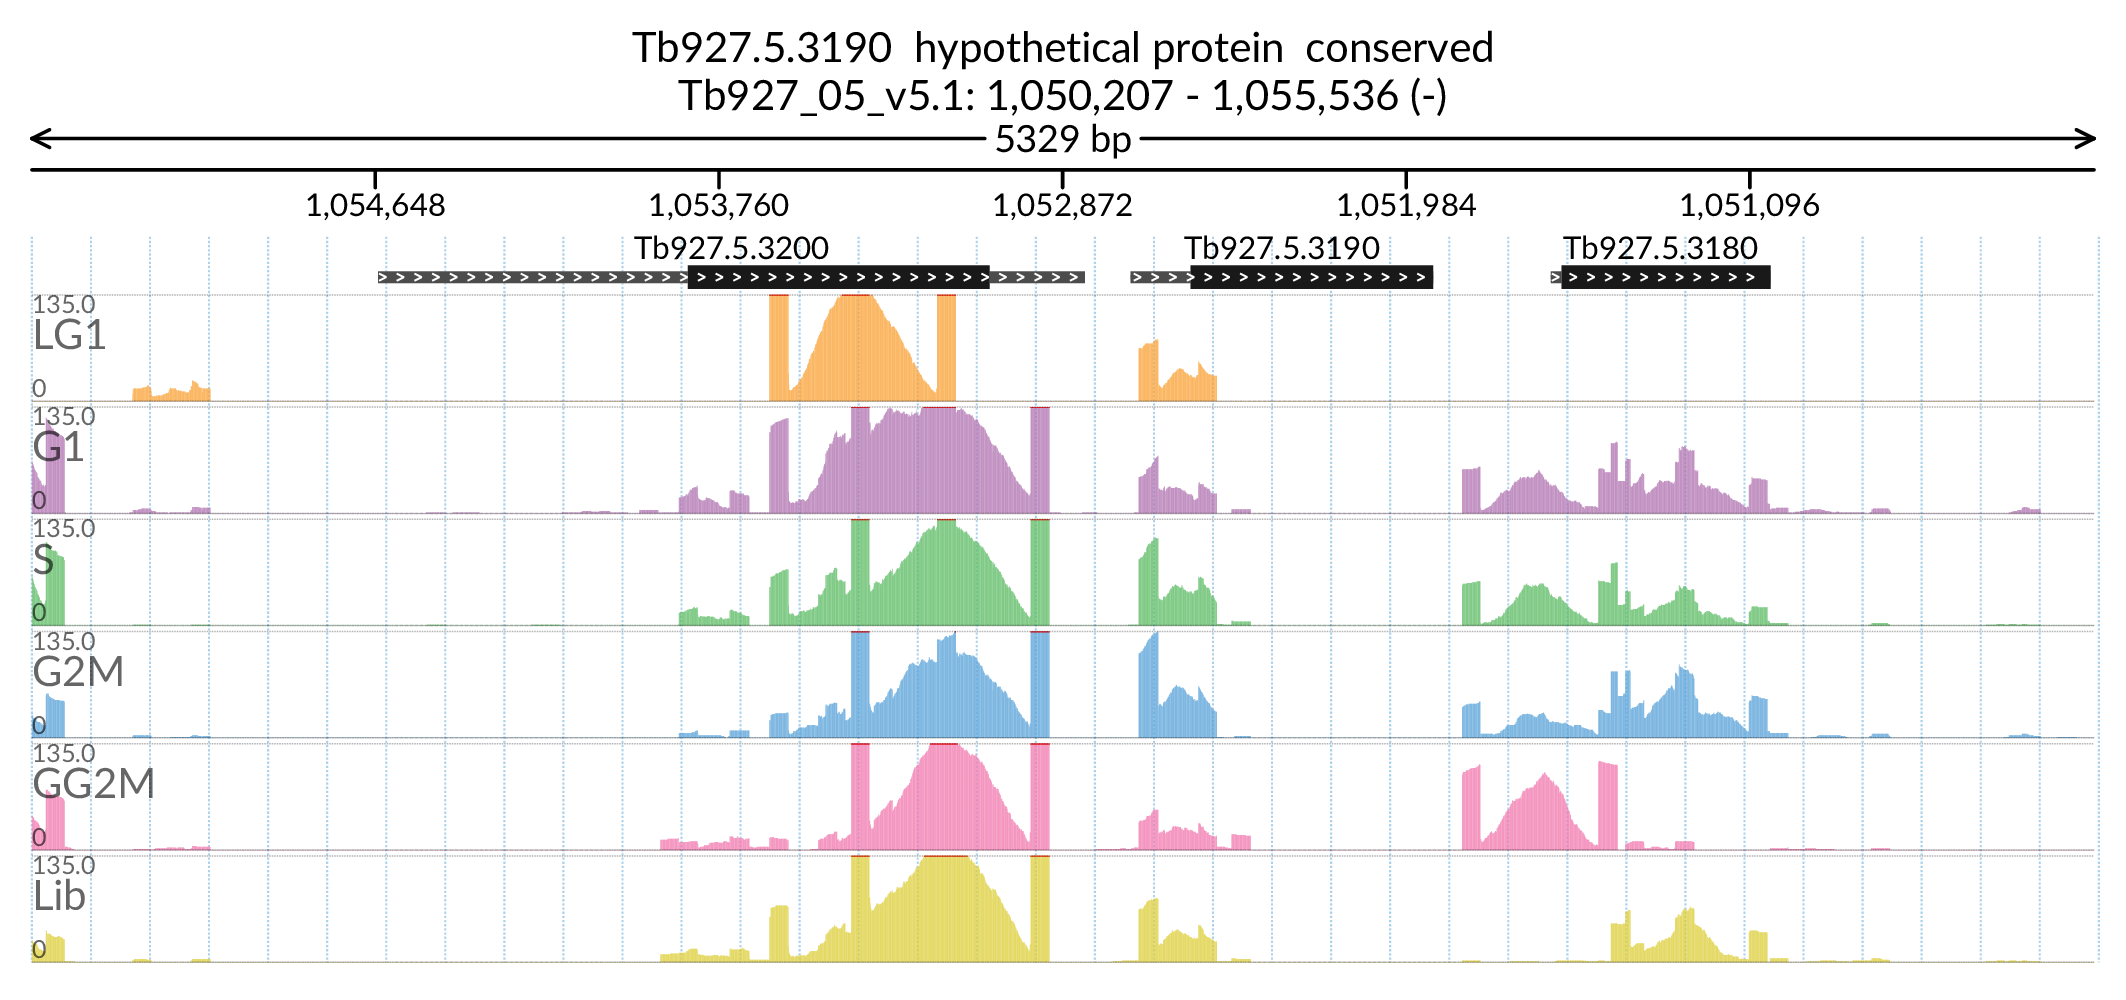 Tb927.5.3190 hypothetical protein conserved
Tb927_05_v5.1: 1,050,207 - 1,055,536 (-)
5329 bp
1,054,648 1,053,760 1,052,872 1,051,984 1,051,096
Tb927.5.3200 Tb927.5.3190 Tb927.5.3180
135.0
LG1
0
135.0
G1
0
135.0
S
0
135.0
G2M
0
135.0
GG2M
0
135.0
Lib
0